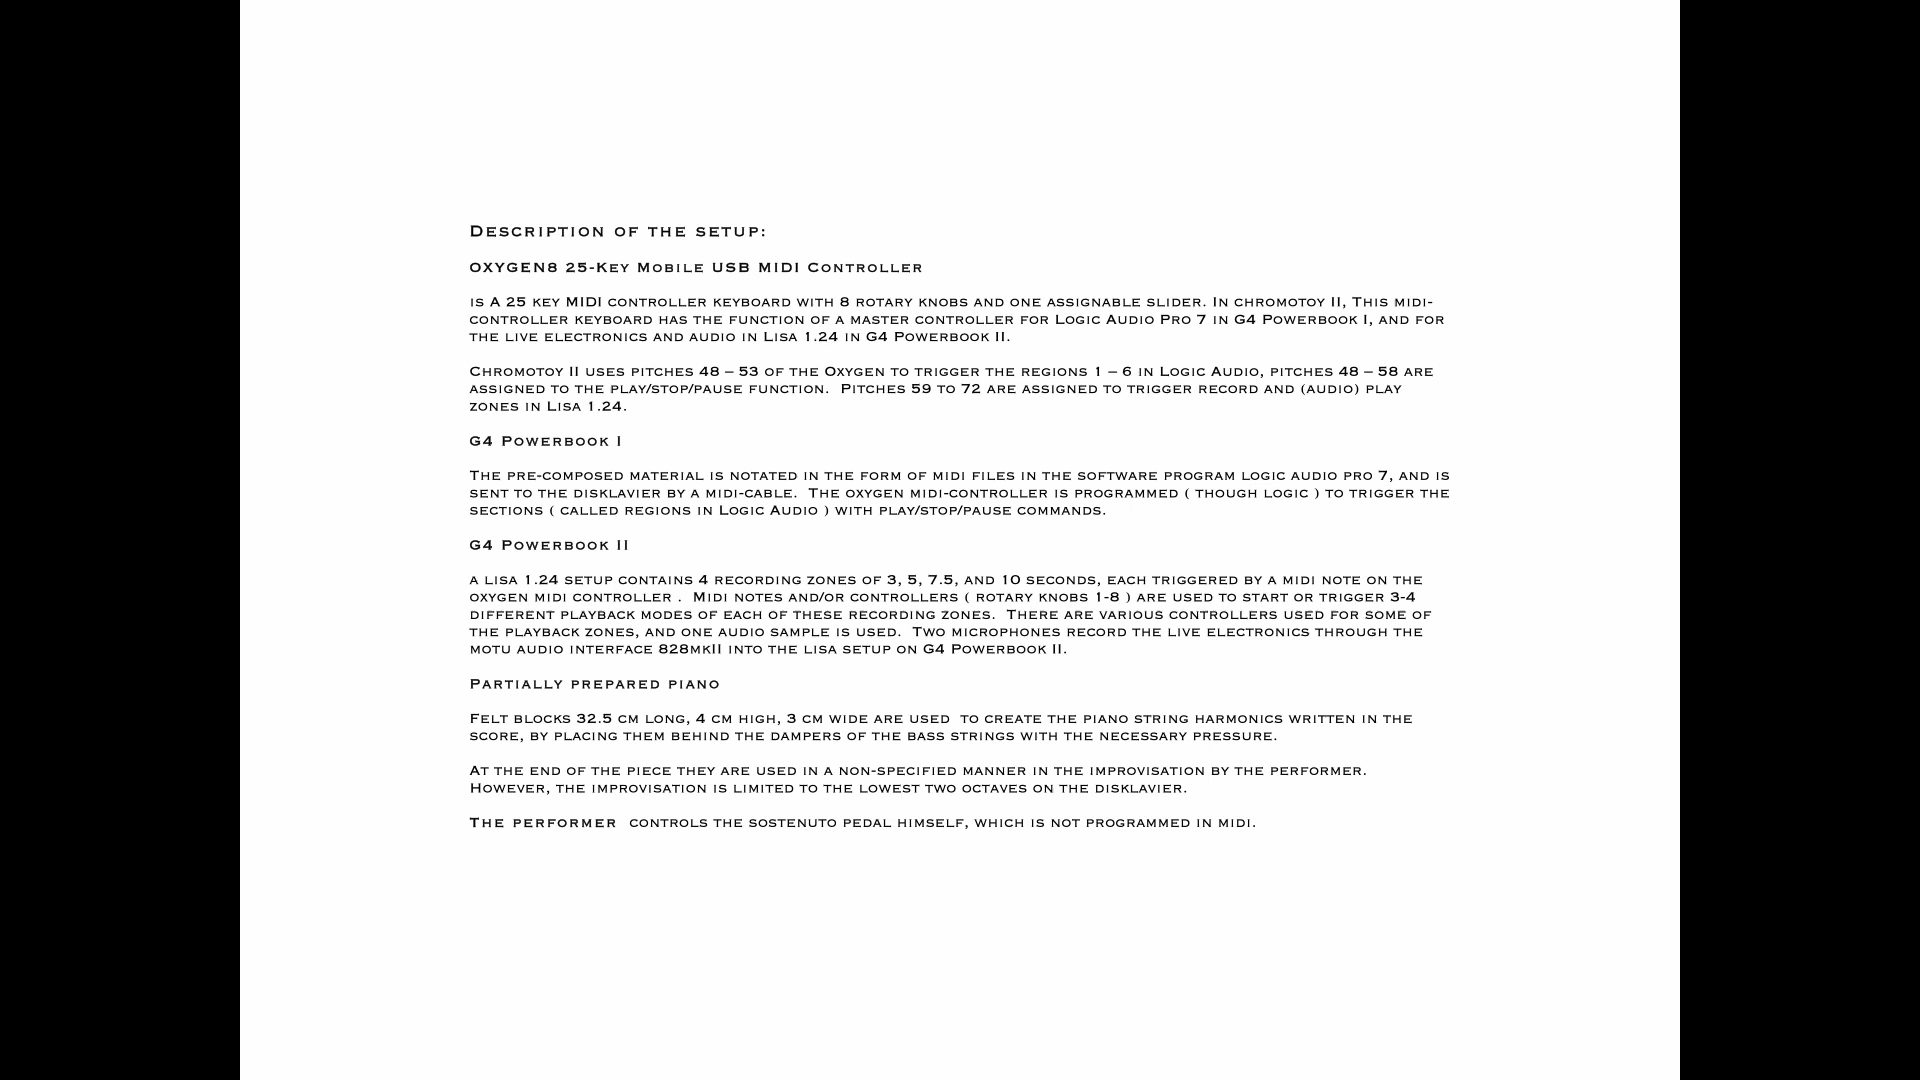 Description of the setup:
OXYGEN8 25-Key Mobile USB MIDI Controller
is A 25 key MIDI controller keyboard with 8 rotary knobs and one assignable slider. In chromotoy II, This midi-
controller keyboard has the function of a master controller for Logic Audio Pro 7 in G4 Powerbook I, and for
the live electronics and audio in Lisa 1.24 in G4 Powerbook II.
Chromotoy II uses pitches 48 – 53 of the Oxygen to trigger the regions 1 – 6 in Logic Audio, pitches 48 – 58 are
assigned to the play/stop/pause function.  Pitches 59 to 72 are assigned to trigger record and (audio) play
zones in Lisa 1.24.
G4 Powerbook I
The pre-composed material is notated in the form of midi files in the software program logic audio pro 7, and is
sent to the disklavier by a midi-cable.  The oxygen midi-controller is programmed ( though logic ) to trigger the
sections ( called regions in Logic Audio ) with play/stop/pause commands.
G4 Powerbook II
a lisa 1.24 setup contains 4 recording zones of 3, 5, 7.5, and 10 seconds, each triggered by a midi note on the
oxygen midi controller .  Midi notes and/or controllers ( rotary knobs 1-8 ) are used to start or trigger 3-4
different playback modes of each of these recording zones.  There are various controllers used for some of
the playback zones, and one audio sample is used.  Two microphones record the live electronics through the
motu audio interface 828mkII into the lisa setup on G4 Powerbook II.
Partially prepared piano
Felt blocks 32.5 cm long, 4 cm high, 3 cm wide are used  to create the piano string harmonics written in the
score, by placing them behind the dampers of the bass strings with the necessary pressure.
At the end of the piece they are used in a non-specified manner in the improvisation by the performer.
However, the improvisation is limited to the lowest two octaves on the disklavier.
The performer  controls the sostenuto pedal himself, which is not programmed in midi.